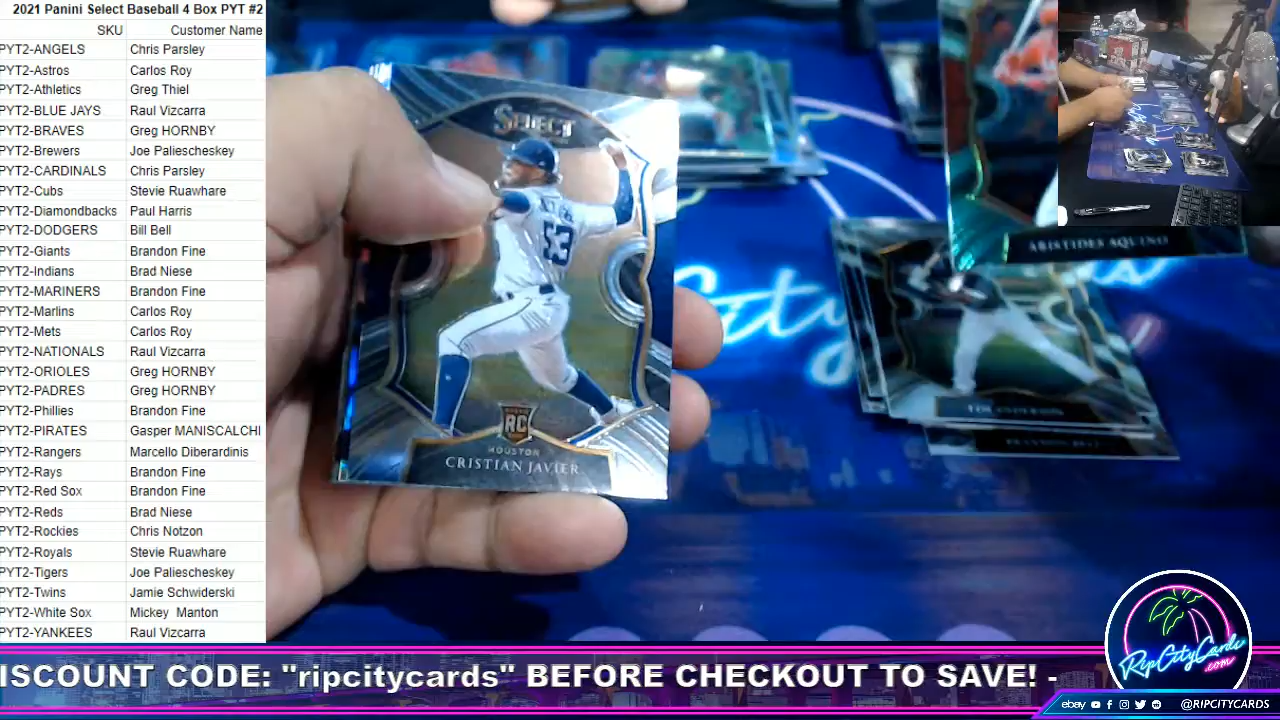 2021 Panini Select Baseball 4 Box PYT #2
SKU Customer Name
PYT2-ANGELS Chris Parsley
PYT2-Astros Carlos Roy
PYT2-Athletics Greg Thiel
PYT2-BLUE JAYS Raul Vizcarra
PYT2-BRAVES Greg HORNBY
PYT2-Brewers Joe Paliescheskey
PYT2-CARDINALS Chris Parsley
PYT2-Cubs Stevie Ruawhare
PYT2-Diamondbacks Paul Harris
PYT2-DODGERS Bill Bell
PYT2-Giants Brandon Fine
PYT2-Indians Brad Niese
PYT2-MARINERS Brandon Fine
PYT2-Marlins Carlos Roy
PYT2-Mets Carlos Roy
PYT2-NATIONALS Raul Vizcarra
PYT2-ORIOLES Greg HORNBY
PYT2-PADRES Greg HORNBY
PYT2-Phillies Brandon Fine
PYT2-PIRATES Gasper MANISCALCHI
PYT2-Rangers Marcello Diberardinis
PYT2-Rays Brandon Fine
PYT2-Red Sox Brandon Fine
PYT2-Reds Brad Niese
PYT2-Rockies Chris Notzon
PYT2-Royals Stevie Ruawhare
PYT2-Tigers Joe Paliescheskey
PYT2-Twins Jamie Schwiderski
PYT2-White Sox Mickey Manton
PYT2-YANKEES Raul Vizcarra
SELECT
53
RC
HOUSTON
CRISTIAN JAVIER
ARISTIDES AQUINO
City
RipCityCards
.com
ISCOUNT CODE: "ripcitycards" BEFORE CHECKOUT TO SAVE! -
ebay @RIPCITYCARDS